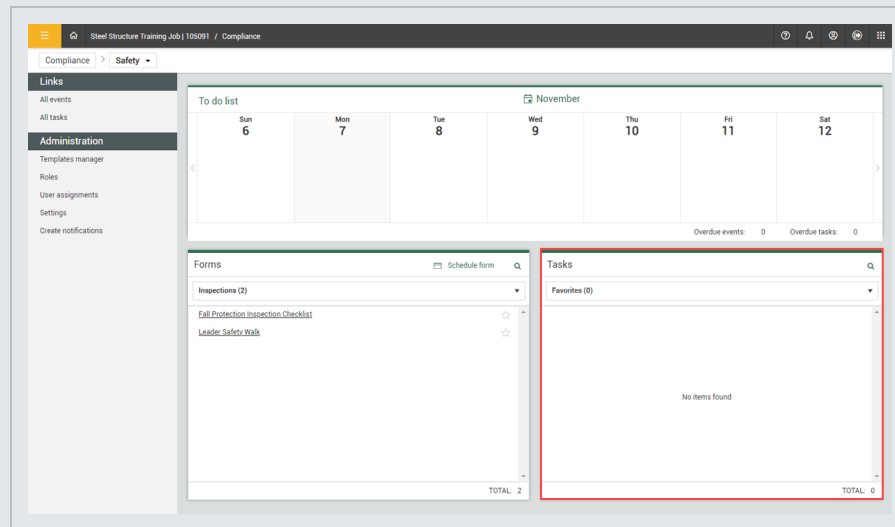 Steel Structure Training Job | 105091 / Compliance
Compliance > Safety
Links
All events
All tasks
Administration
Templates manager
Roles
User assignments
Settings
Create notifications
To do list
November
Sun Mon Tue Wed Thu Fri Sat
6 7 8 9 10 11 12
Overdue events: 0 Overdue tasks: 0
Forms
Schedule form
Inspections (2)
Fall Protection Inspection Checklist
Leader Safety Walk
TOTAL: 2
Tasks
Favorites (0)
No items found
TOTAL: 0